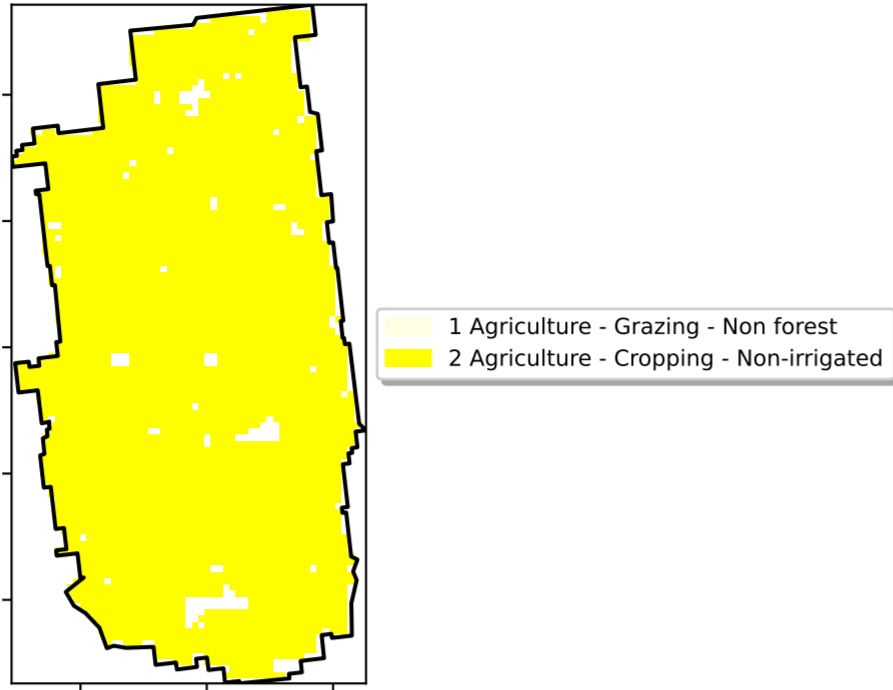 1 Agriculture - Grazing - Non forest
2 Agriculture - Cropping - Non-irrigated